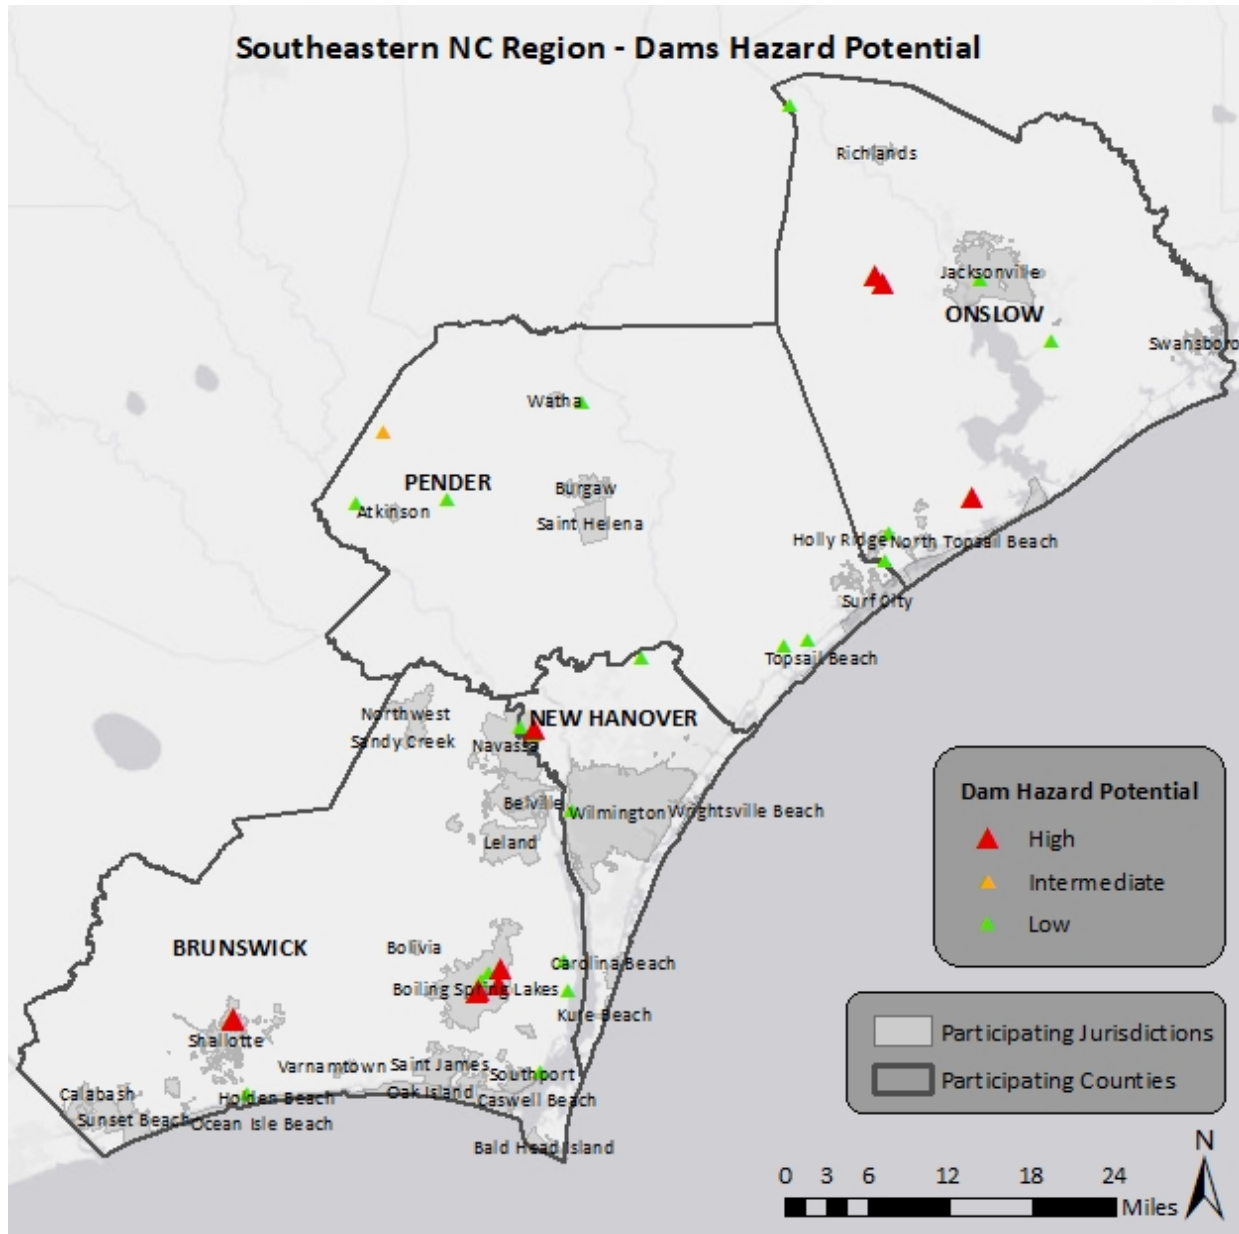 Southeastern NC Region - Dams Hazard Potential
Richlands
Jacksonville
ONSLOW
Swansboro
Watha
PENDER
Burgaw
Atkinson
Saint Helena
Holly Ridge
North Topsail Beach
Surf City
Topsail Beach
Northwest
NEW HANOVER
Sandy Creek
Navassa
Belville
Wilmington
Wrightsville Beach
Leland
BRUNSWICK
Bolivia
Carolina Beach
Boiling Spring Lakes
Kure Beach
Shallotte
Varnamtown
Saint James
Southport
Calabash
Holden Beach
Oak Island
Caswell Beach
Sunset Beach
Ocean Isle Beach
Bald Head Island
Dam Hazard Potential
High
Intermediate
Low
Participating Jurisdictions
Participating Counties
N
0 3 6 12 18 24
Miles